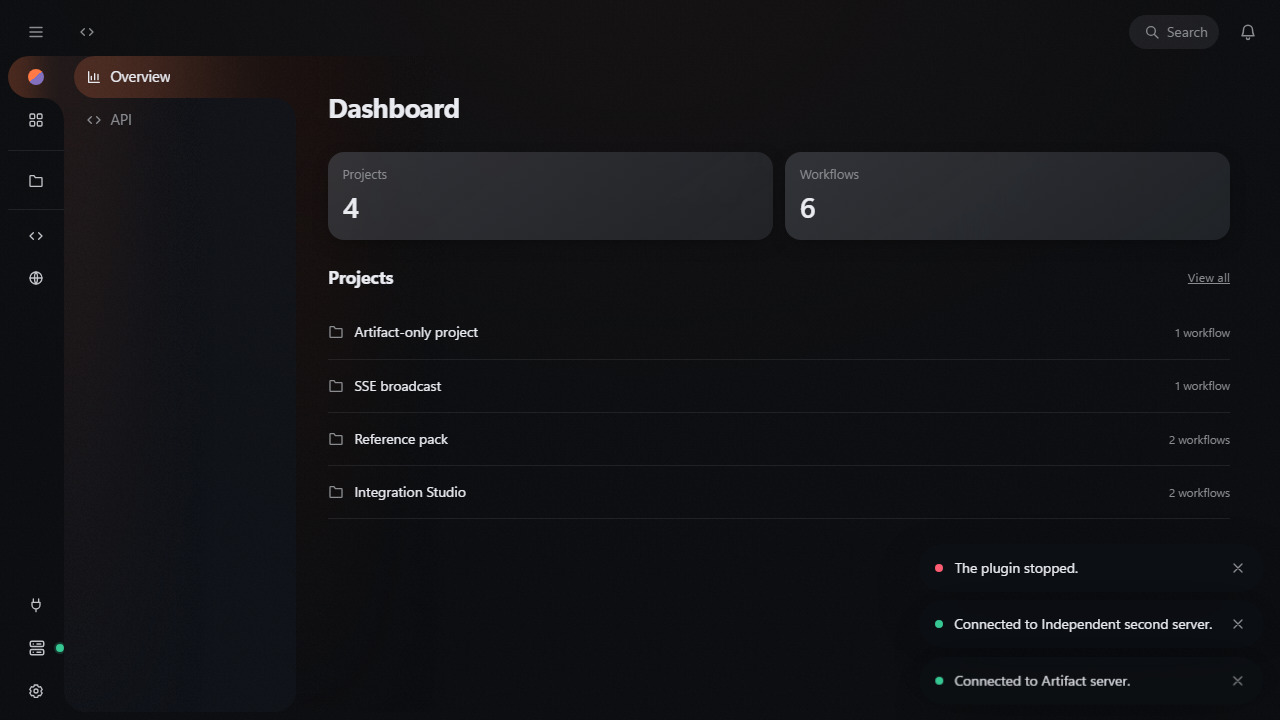 Search
Overview
API
Dashboard
Projects
4
Workflows
6
Projects
View all
Artifact-only project
1 workflow
SSE broadcast
1 workflow
Reference pack
2 workflows
Integration Studio
2 workflows
The plugin stopped.
Connected to Independent second server.
Connected to Artifact server.